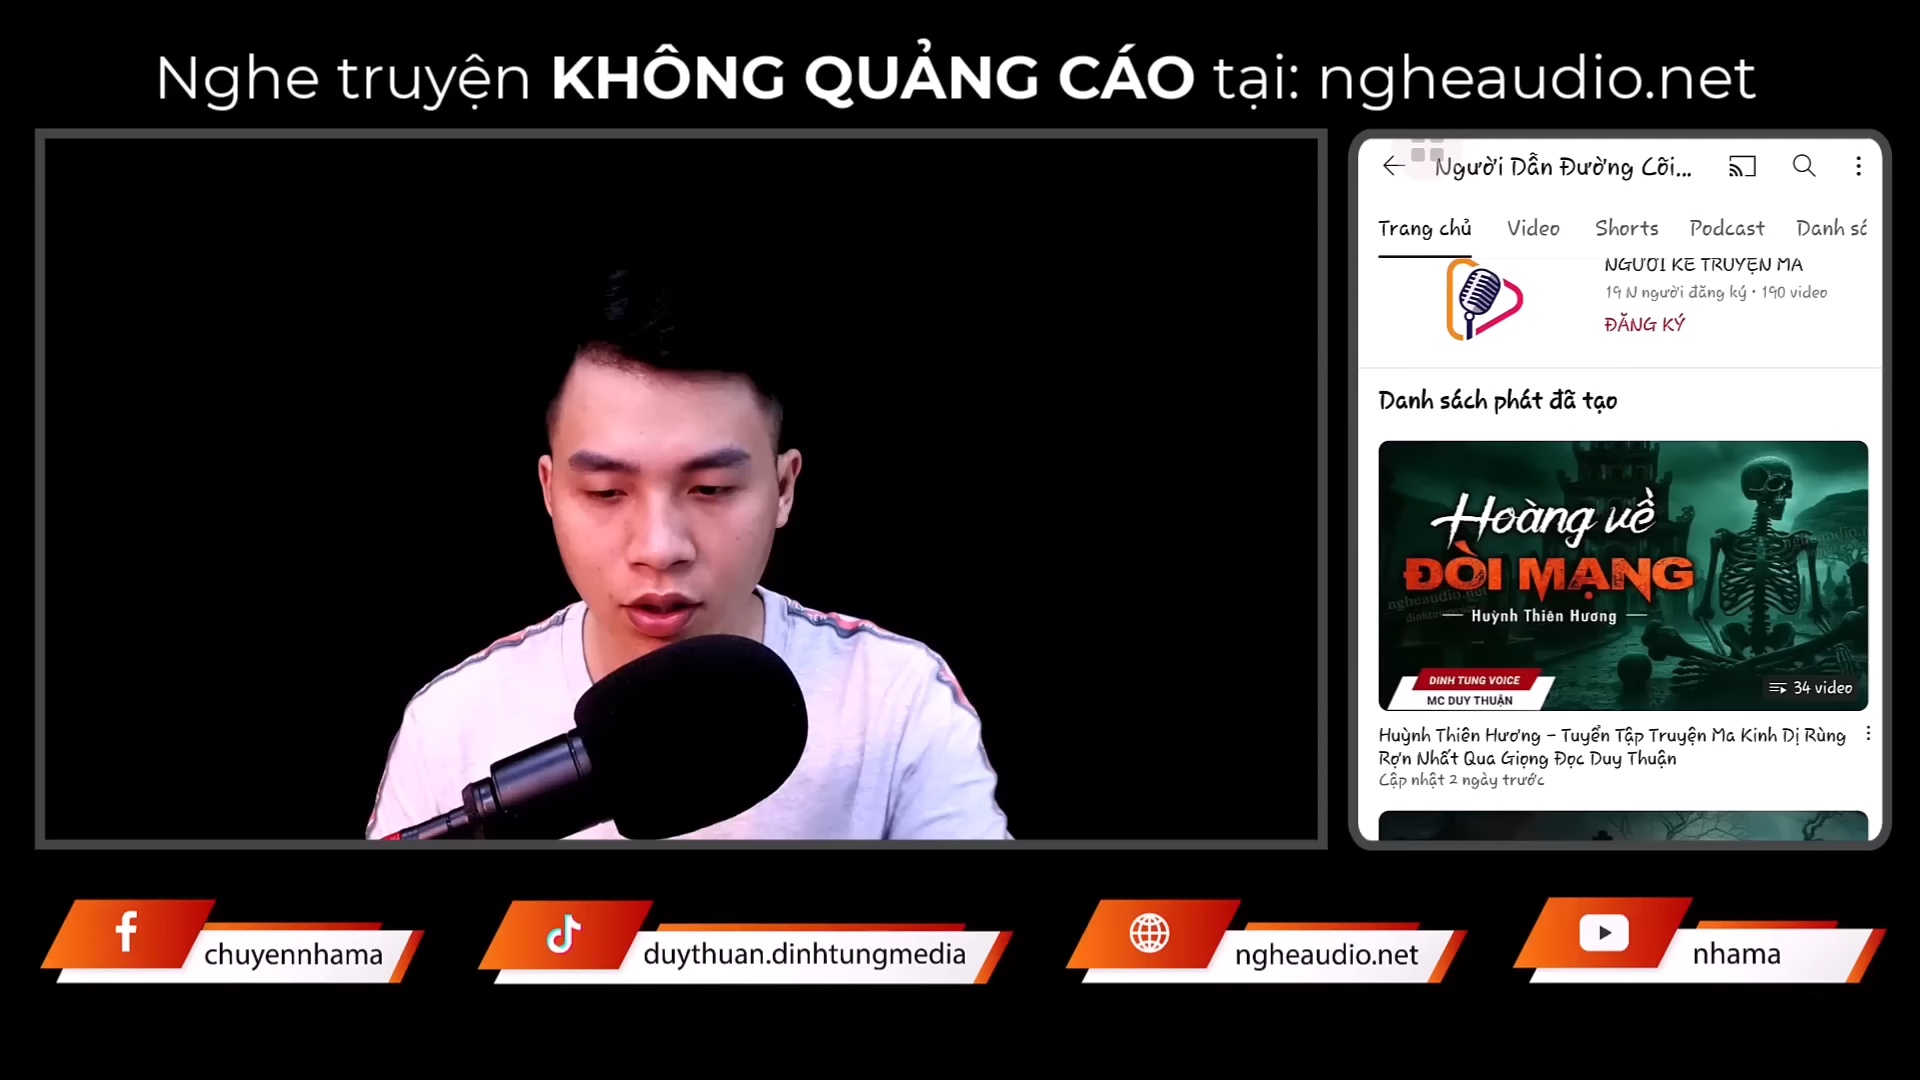 Nghe truyện KHÔNG QUẢNG CÁO tại: ngheaudio.net
Người Dẫn Đường Cõi...
Trang chủ Video Shorts Podcast Danh sá
NGƯỜI KỂ TRUYỆN MA
19 N người đăng ký • 190 video
ĐĂNG KÝ
Danh sách phát đã tạo
Hoàng về
ĐÒI MẠNG
Huỳnh Thiên Hương
ngheaudio.net
DINH TUNG VOICE
MC DUY THUẬN
34 video
Huỳnh Thiên Hương – Tuyển Tập Truyện Ma Kinh Dị Rùng
Rợn Nhất Qua Giọng Đọc Duy Thuận
Cập nhật 2 ngày trước
chuyennhama
duythuan.dinhtungmedia
ngheaudio.net
nhama